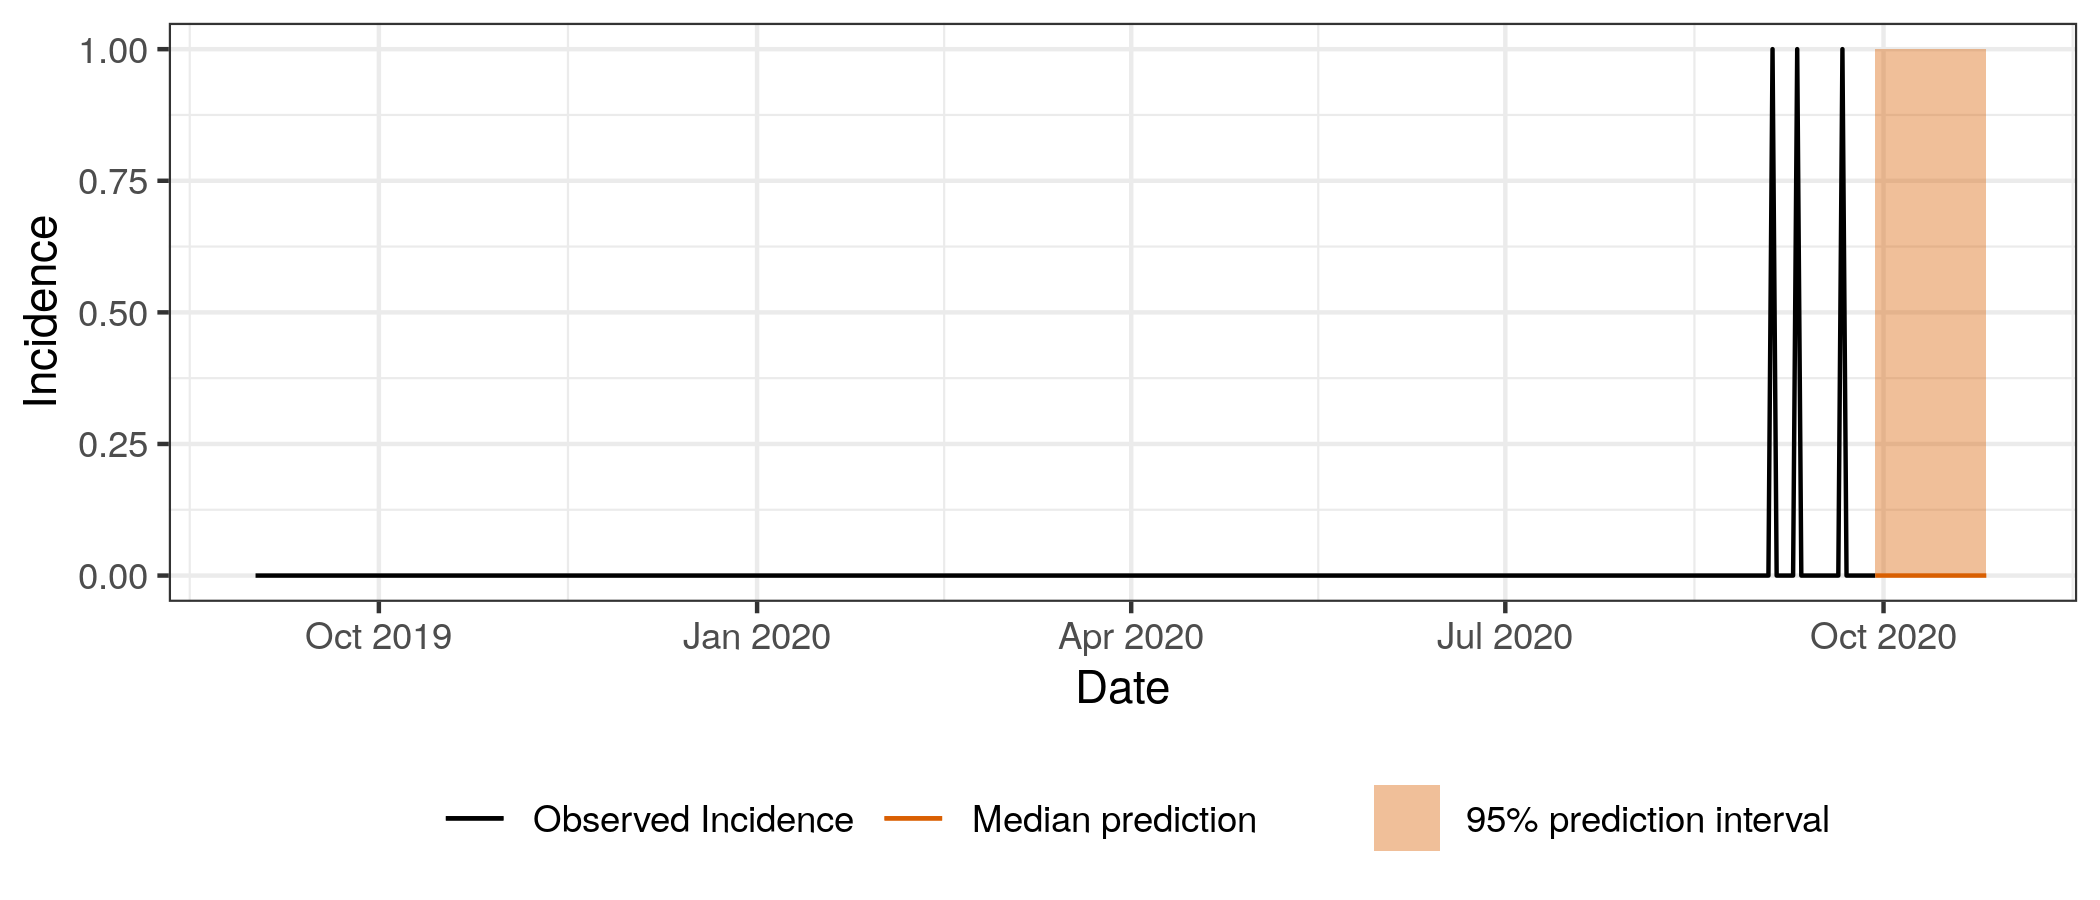 1.00
0.75
0.50
0.25
0.00
Incidence
Oct 2019 Jan 2020 Apr 2020 Jul 2020 Oct 2020
Date
Observed Incidence Median prediction 95% prediction interval